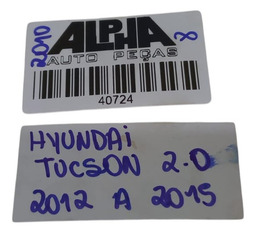 2010
ALPHA
8
AUTO PEÇAS
40724
HYUNDAi
TUCSON 2.0
2012 A 2015